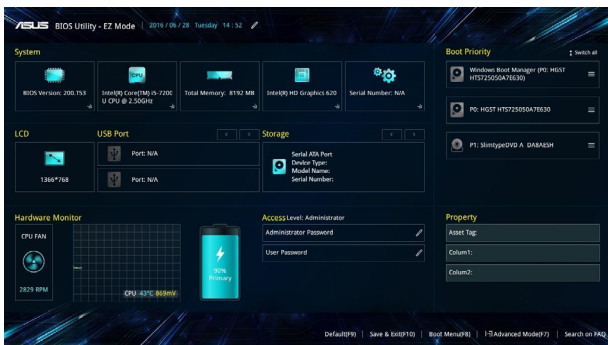 ASUS BIOS Utility - EZ Mode 2016 / 06 / 28 Tuesday 14 : 52
System
BIOS Version: 200.T53
Intel(R) Core(TM) i5-7200
U CPU @ 2.50GHz
Total Memory: 8192 MB
Intel(R) HD Graphics 620
Serial Number: N/A
Boot Priority
Switch all
Windows Boot Manager (P0: HGST
HTS725050A7E630)
P0: HGST HTS725050A7E630
P1: SlimtypeDVD A DA8AESH
LCD
1366*768
USB Port
Port: N/A
Port: N/A
Storage
Serial ATA Port
Device Type:
Model Name:
Serial Number:
Hardware Monitor
CPU FAN
2829 RPM
CPU 43°C 869mV
90%
Primary
Access Level: Administrator
Administrator Password
User Password
Property
Asset Tag:
Colum1:
Colum2:
Default(F9) | Save & Exit(F10) | Boot Menu(F8) | Advanced Mode(F7) | Search on FAQ